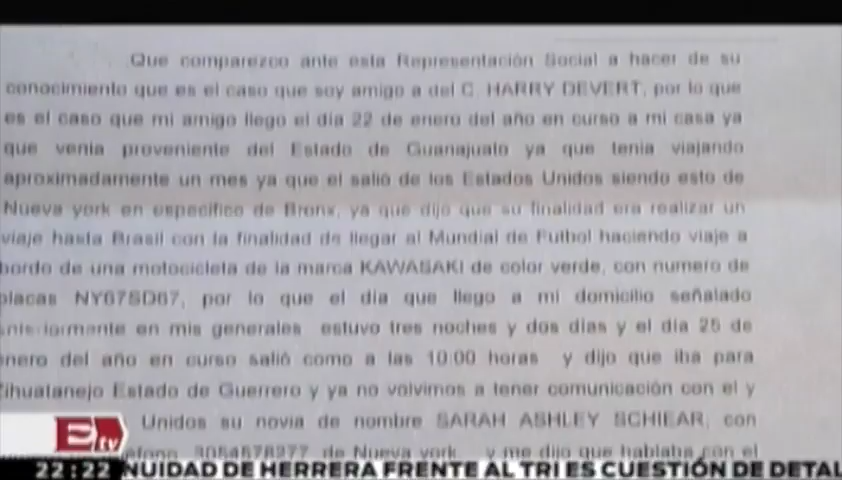 Que comparezco ante esta Representación Social a hacer de su
conocimiento que es el caso que soy amigo a del C. HARRY DEVERT, por lo que
es el caso que mi amigo llego el día 22 de enero del año en curso a mi casa ya
que venia proveniente del Estado de Guanajuato ya que tenia viajando
aproximadamente un mes ya que el salió de los Estados Unidos siendo esto de
Nueva york en especifico de Bronx, ya que dijo que su finalidad era realizar un
viaje hasta Brasil con la finalidad de llegar al Mundial de Futbol haciendo viaje a
bordo de una motocicleta de la marca KAWASAKI de color verde, con numero de
placas NY67SD67, por lo que el día que llego a mi domicilio señalado
en mis generales estuvo tres noches y dos días y el día 25 de
enero del año en curso salió como a las 10:00 horas y dijo que iba para
Zihuatanejo Estado de Guerrero y ya no volvimos a tener comunicación con el y
Unidos su novia de nombre SARAH ASHLEY SCHIEAR, con
3054578277 de Nueva york y me dijo que hablaba con el
E tv
22:22 NUIDAD DE HERRERA FRENTE AL TRI ES CUESTIÓN DE DETAL